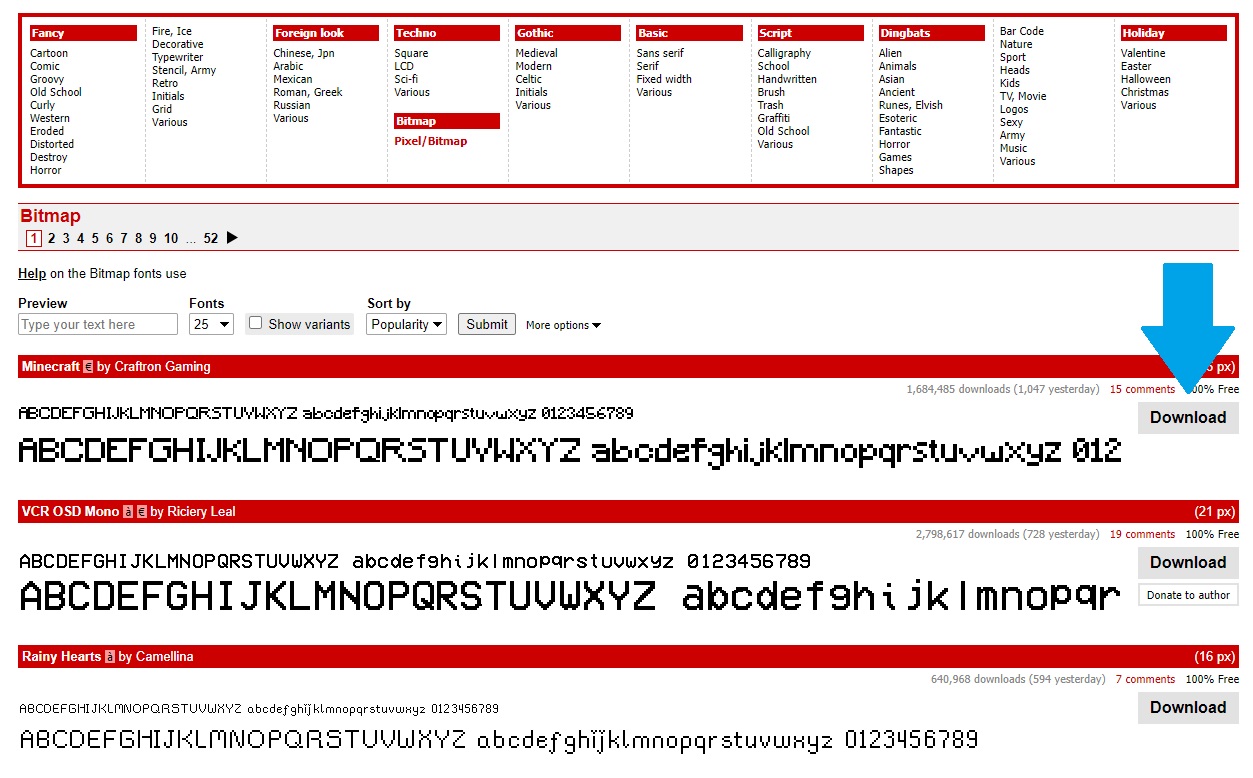 Fancy
Cartoon
Comic
Groovy
Old School
Curly
Western
Eroded
Distorted
Destroy
Horror
Fire, Ice
Decorative
Typewriter
Stencil, Army
Retro
Initials
Grid
Various
Foreign look
Chinese, Jpn
Arabic
Mexican
Roman, Greek
Russian
Various
Techno
Square
LCD
Sci-fi
Various
Bitmap
Pixel/Bitmap
Gothic
Medieval
Modern
Celtic
Initials
Various
Basic
Sans serif
Serif
Fixed width
Various
Script
Calligraphy
School
Handwritten
Brush
Trash
Graffiti
Old School
Various
Dingbats
Alien
Animals
Asian
Ancient
Runes, Elvish
Esoteric
Fantastic
Horror
Games
Shapes
Bar Code
Nature
Sport
Heads
Kids
TV, Movie
Logos
Sexy
Army
Music
Various
Holiday
Valentine
Easter
Halloween
Christmas
Various
Bitmap
1 2 3 4 5 6 7 8 9 10 ... 52
Help on the Bitmap fonts use
Preview Fonts Sort by
Type your text here 25 Show variants Popularity Submit More options
Minecraft € by Craftron Gaming px)
1,684,485 downloads (1,047 yesterday) 15 comments Free
ABCDEFGHIJKLMNOPQRSTUVWXYZ abcdefghijklmnopqrstuvwxyz 0123456789
Download
ABCDEFGHIJKLMNOPQRSTUVWXYZ abcdefghijklmnopqrstuvwxyz 012
VCR OSD Mono à € by Riciery Leal (21 px)
2,798,617 downloads (728 yesterday) 19 comments 100% Free
ABCDEFGHIJKLMNOPQRSTUVWXYZ abcdefghijklmnopqrstuvwxyz 0123456789
Download
ABCDEFGHIJKLMNOPQRSTUVWXYZ abcdefghijklmnopqr
Donate to author
Rainy Hearts à by Camellina (16 px)
640,968 downloads (594 yesterday) 7 comments 100% Free
ABCDEFGHIJKLMNOPQRSTUVWXYZ abcdefghijklmnopqrstuvwxyz 0123456789
Download
ABCDEFGHIJKLMNOPQRSTUVWXYZ abcdefghijklmnopqrstuvwxyz 0123456789